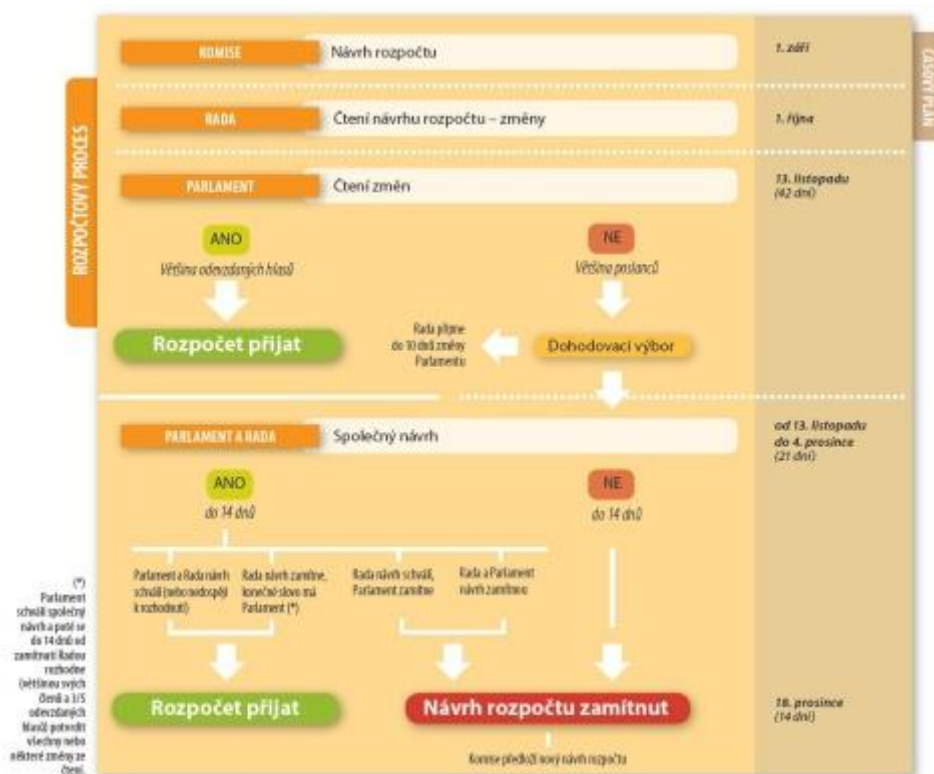 KOMISE
Návrh rozpočtu
1. září
ČASOVÝ PLÁN
ROZPOČTOVÝ PROCES
RADA
Čtení návrhu rozpočtu – změny
1. října
PARLAMENT
Čtení změn
13. listopadu
(42 dní)
ANO
Většina odevzdaných hlasů
NE
Většina poslanců
Rozpočet přijat
Rada přijme
do 10 dnů změny
Parlamentu
Dohodovací výbor
PARLAMENT A RADA
Společný návrh
od 13. listopadu
do 4. prosince
(21 dní)
ANO
do 14 dnů
NE
do 14 dnů
Parlament a Rada návrh
schválí (nebo nedospějí
k rozhodnutí)
Rada návrh zamítne,
konečné slovo má
Parlament (*)
Rada návrh schválí,
Parlament zamítne
Rada a Parlament
návrh zamítnou
(*)
Parlament
schválí společný
návrh a poté se
do 14 dnů od
zamítnutí Radou
rozhodne
(většinou svých
členů a 3/5
odevzdaných
hlasů) potvrdit
všechny nebo
některé změny ze
čtení.
Rozpočet přijat
Návrh rozpočtu zamítnut
18. prosince
(14 dní)
Komise předloží nový návrh rozpočtu